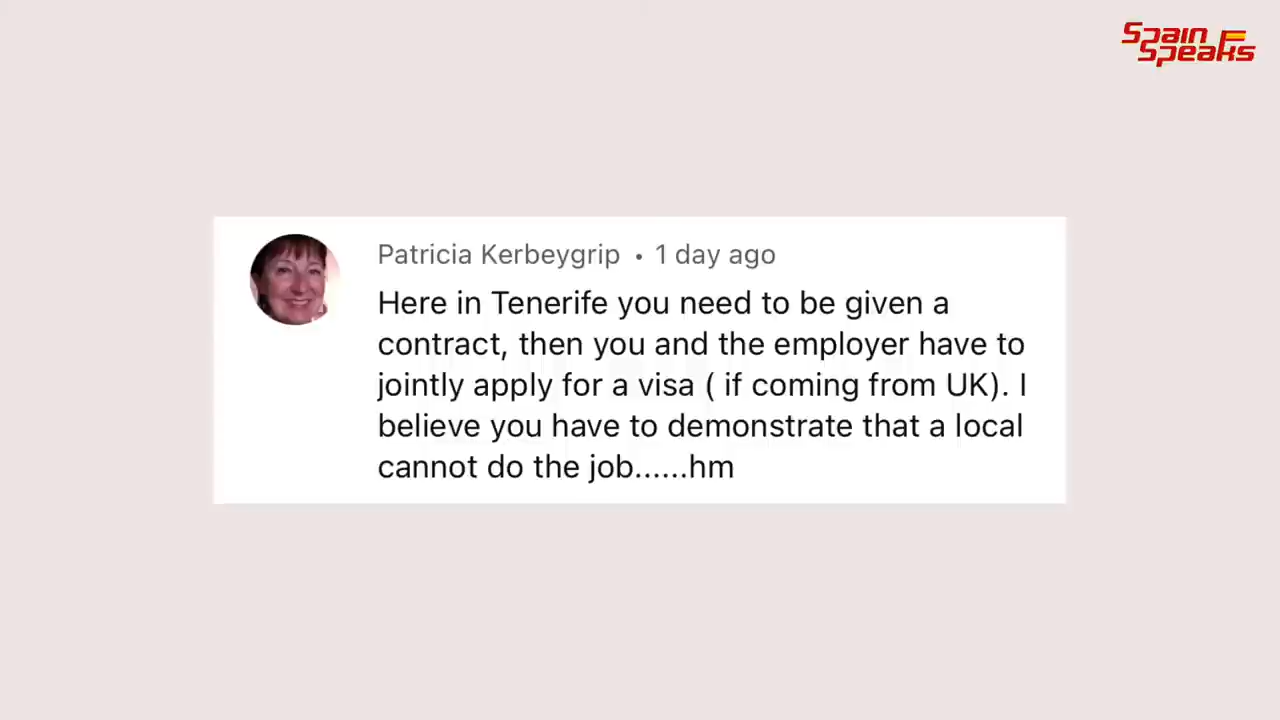 Spain
Speaks
Patricia Kerbeygrip • 1 day ago
Here in Tenerife you need to be given a
contract, then you and the employer have to
jointly apply for a visa ( if coming from UK). I
believe you have to demonstrate that a local
cannot do the job......hm